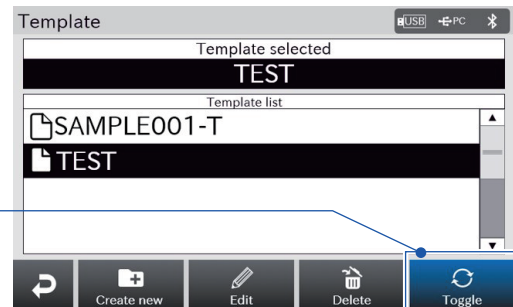 Template
USB PC
Template selected
TEST
Template list
SAMPLE001-T
TEST
Create new Edit Delete Toggle